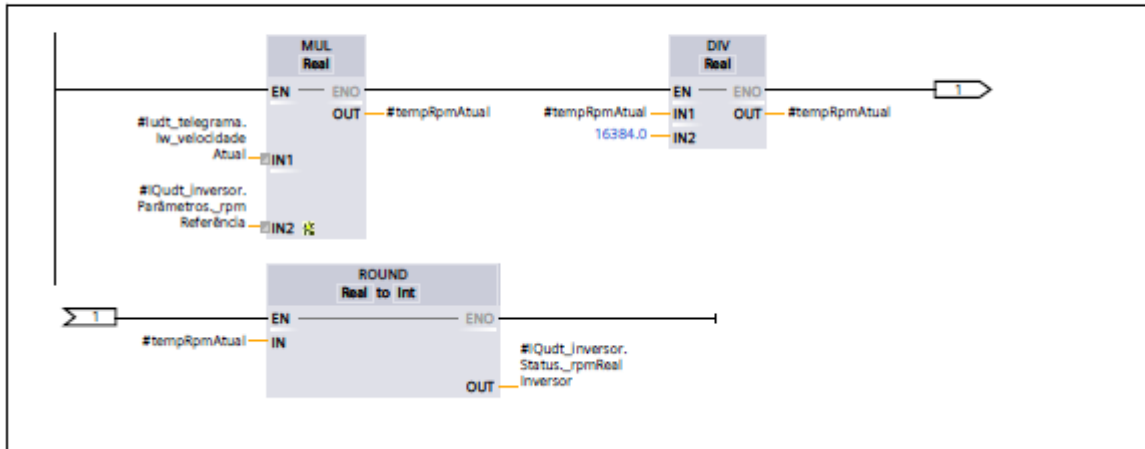 MUL
Real
EN
ENO
OUT
#tempRpmAtual
#Iudt_telegrama.
Iw_velocidade
Atual
IN1
#IQudt_inversor.
Parâmetros._rpm
Referência
IN2
DIV
Real
EN
ENO
#tempRpmAtual
IN1
OUT
#tempRpmAtual
16384.0
IN2
1
ROUND
Real to Int
1
EN
ENO
#tempRpmAtual
IN
#IQudt_inversor.
Status._rpmReal
Inversor
OUT